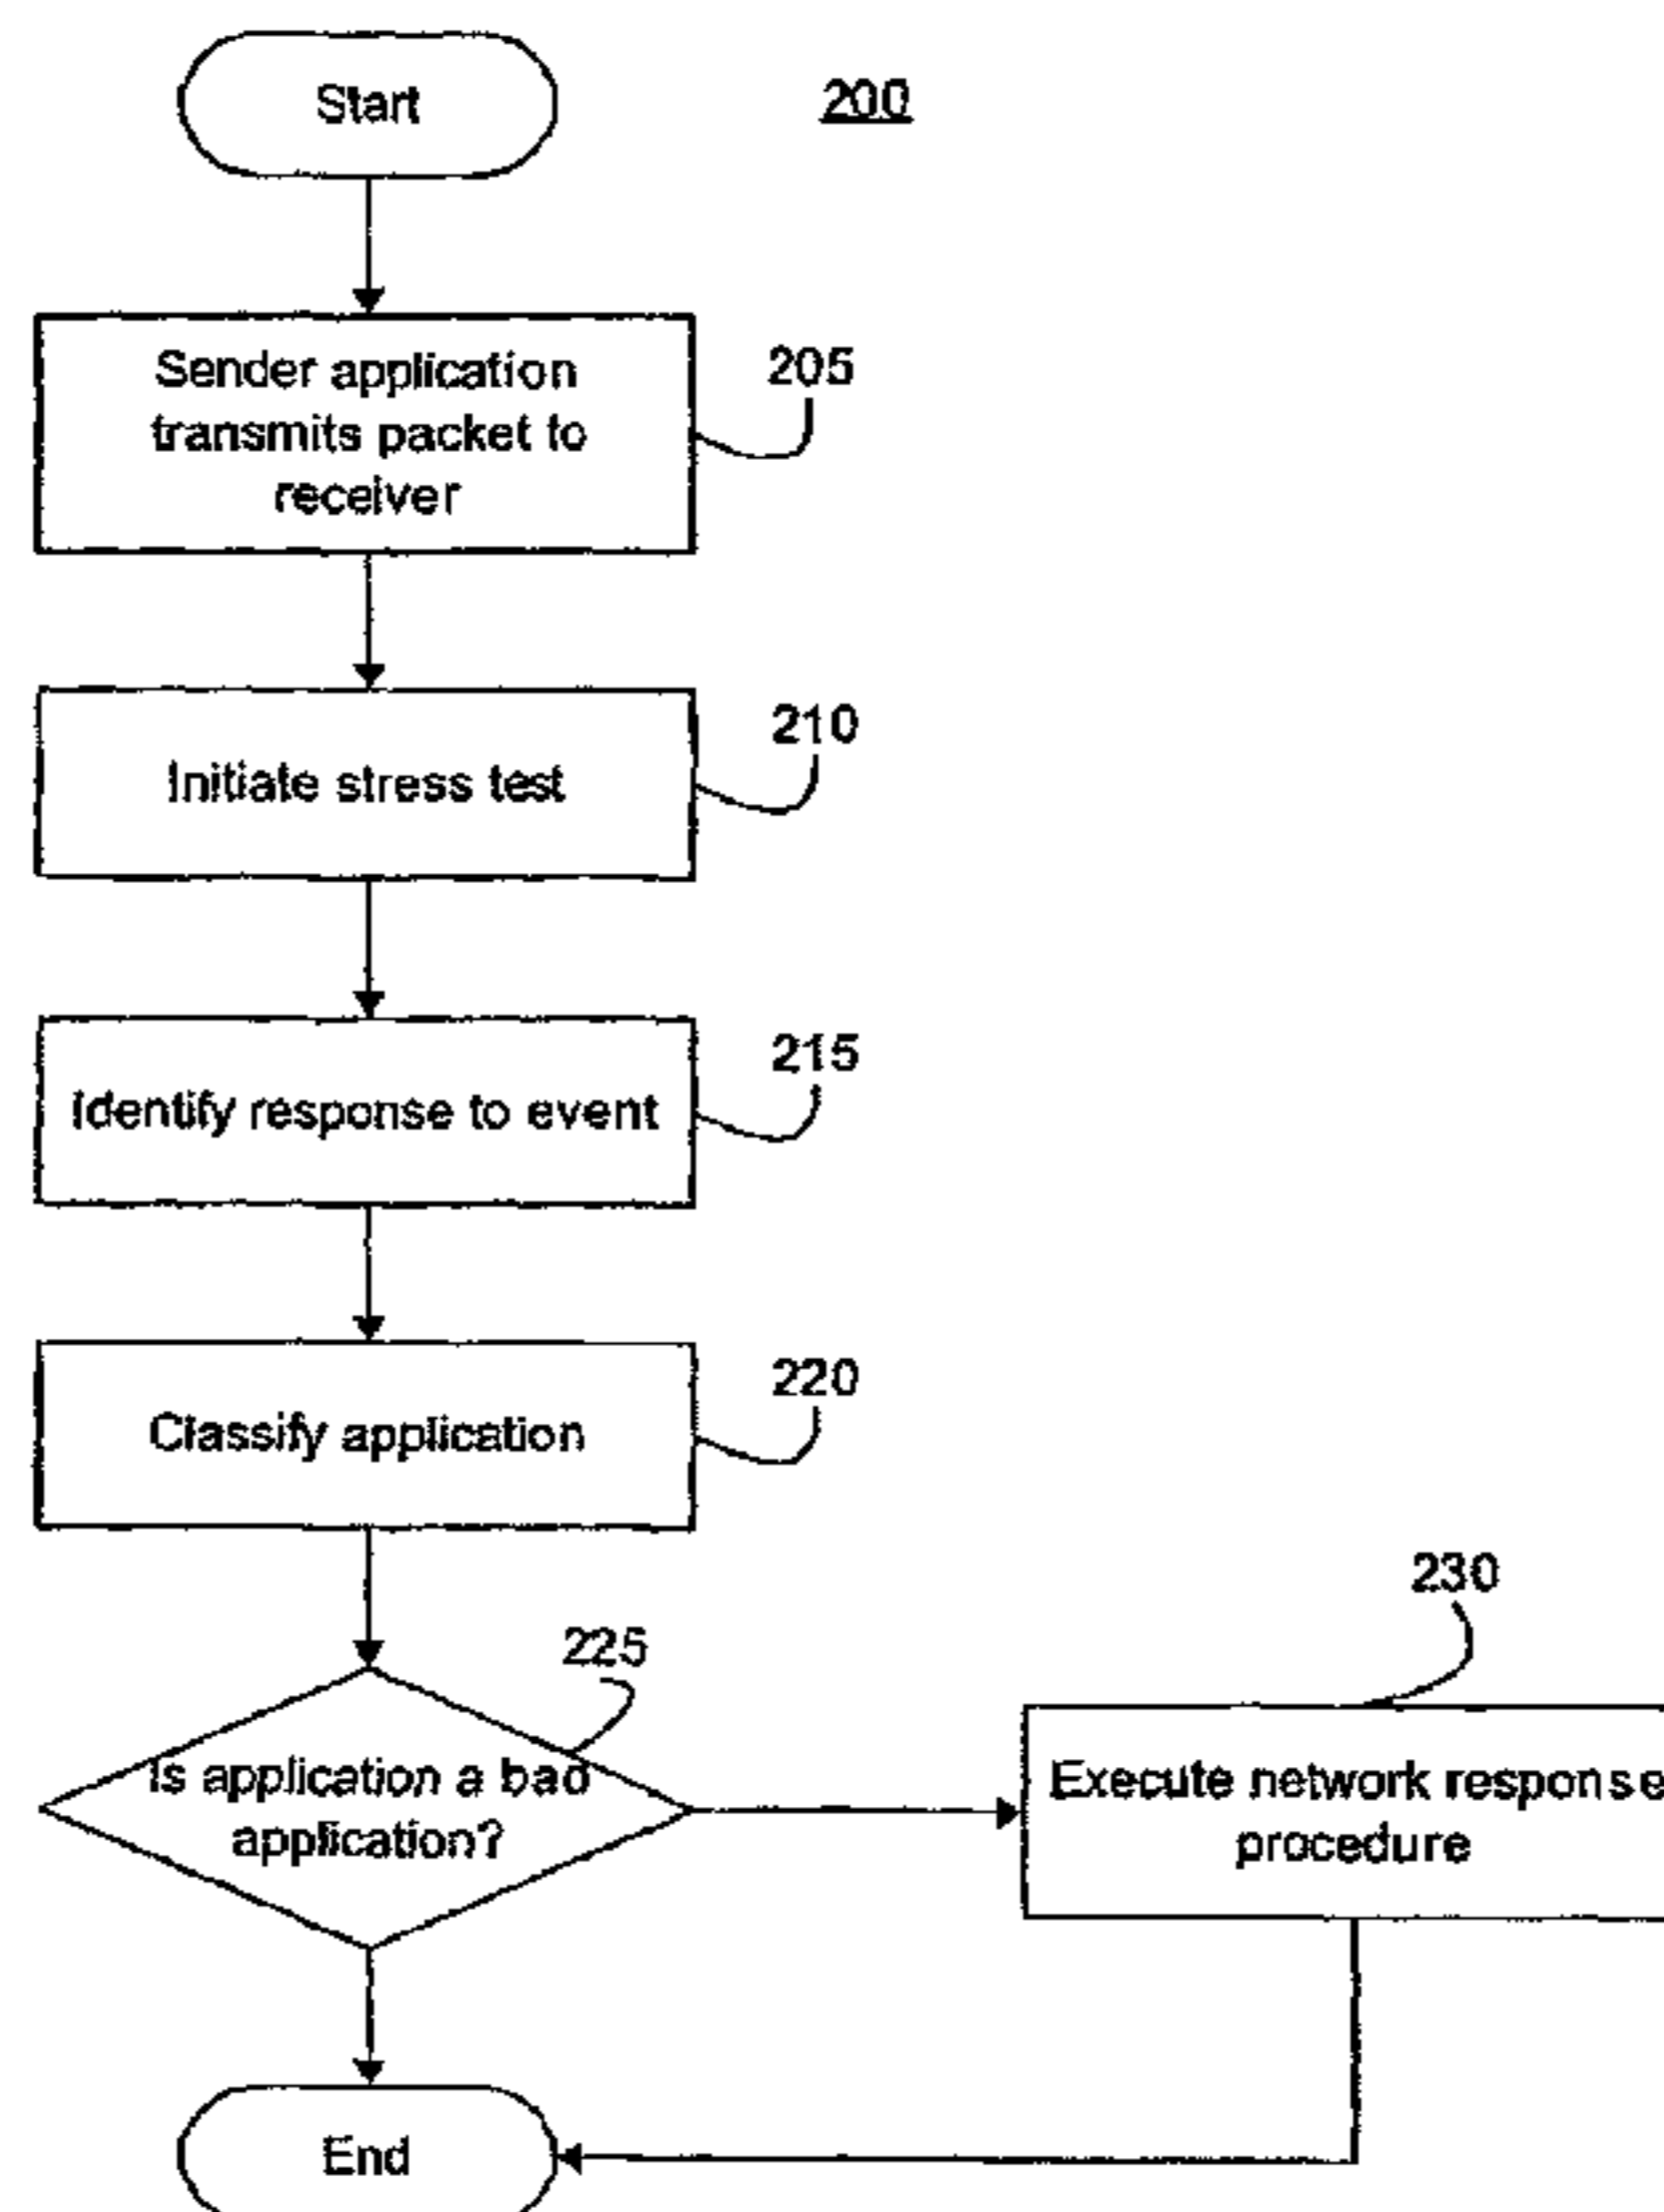 Start
200
Sender application
transmits packet to
receiver
205
Initiate stress test
210
Identify response to event
215
Classify application
220
225
Is application a bad
application?
230
Execute network response
procedure
End